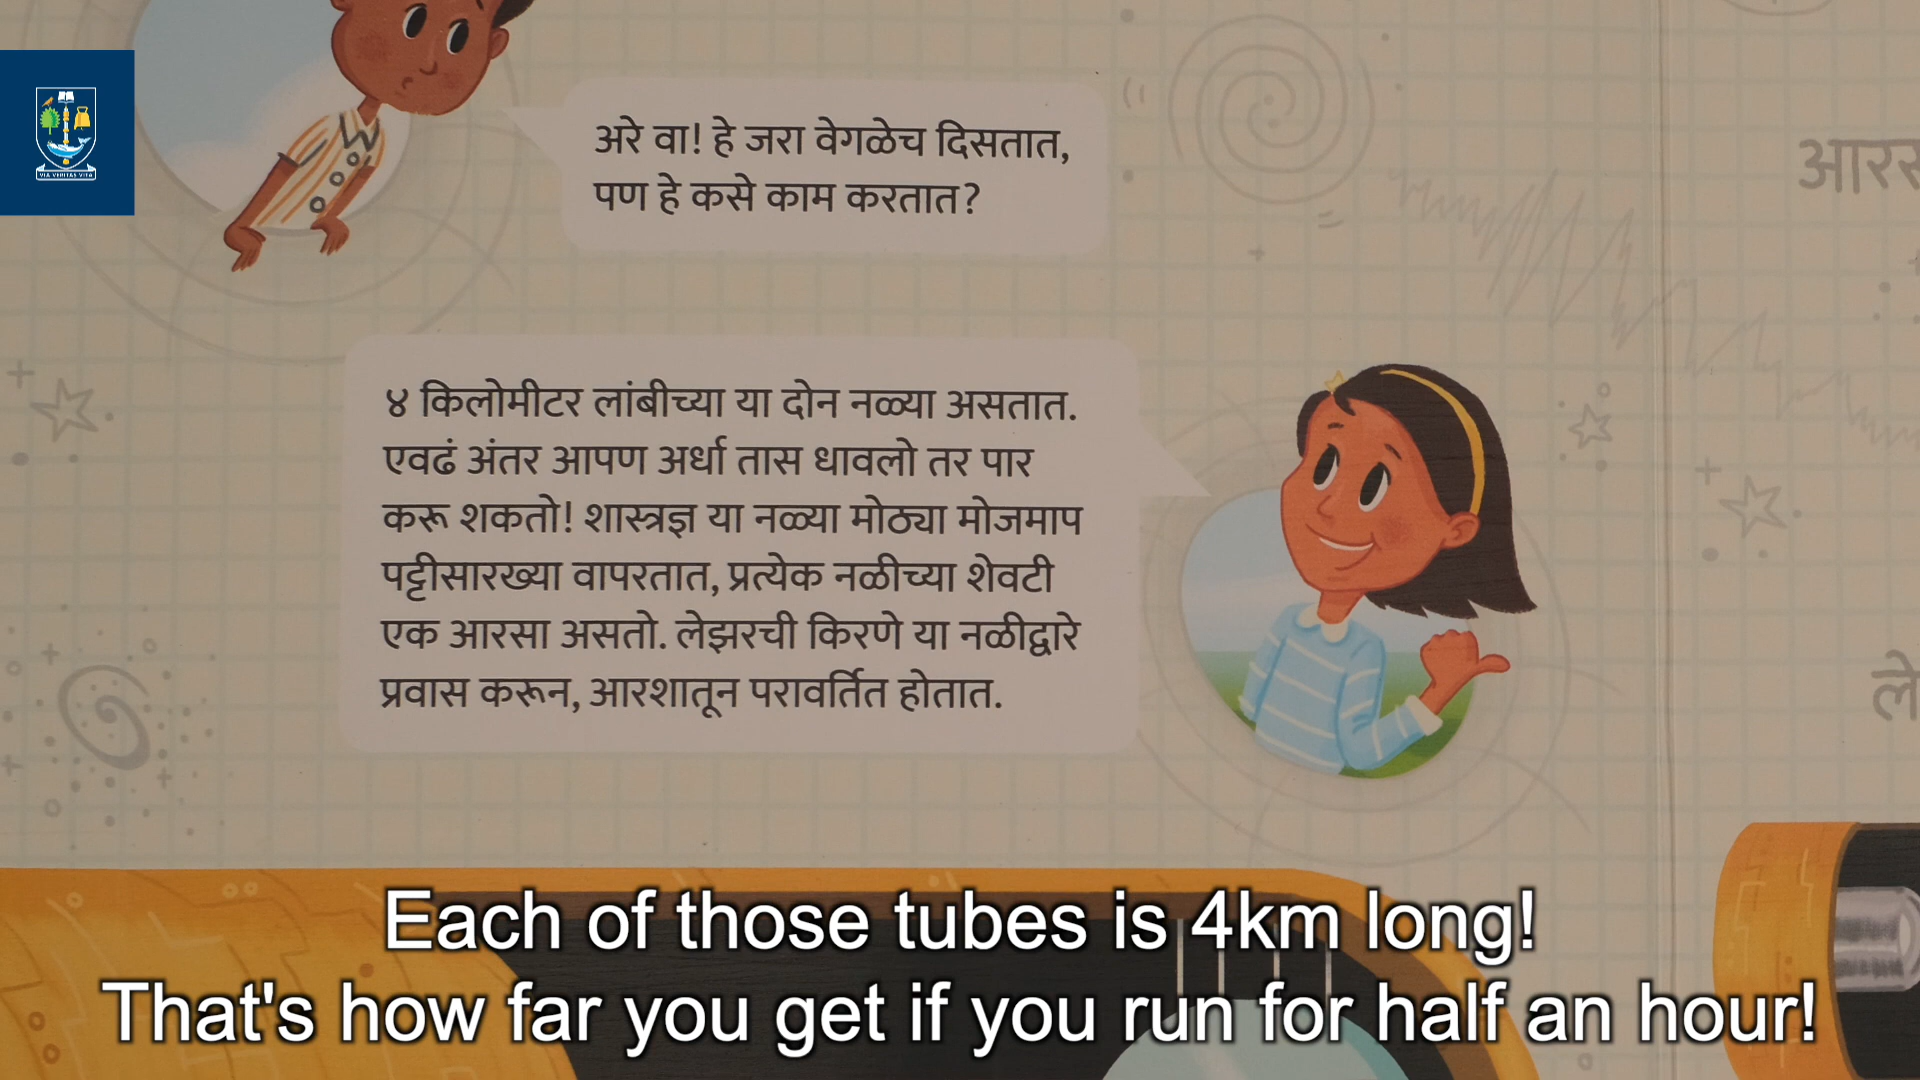 VIA VERITAS VITA
अरे वा! हे जरा वेगळेच दिसतात,
पण हे कसे काम करतात?
४ किलोमीटर लांबीच्या या दोन नळ्या असतात.
एवढं अंतर आपण अर्धा तास धावलो तर पार
करू शकतो! शास्त्रज्ञ या नळ्या मोठ्या मोजमाप
पट्टीसारख्या वापरतात, प्रत्येक नळीच्या शेवटी
एक आरसा असतो. लेझरची किरणे या नळीद्वारे
प्रवास करून, आरशातून परावर्तित होतात.
Each of those tubes is 4km long!
That's how far you get if you run for half an hour!